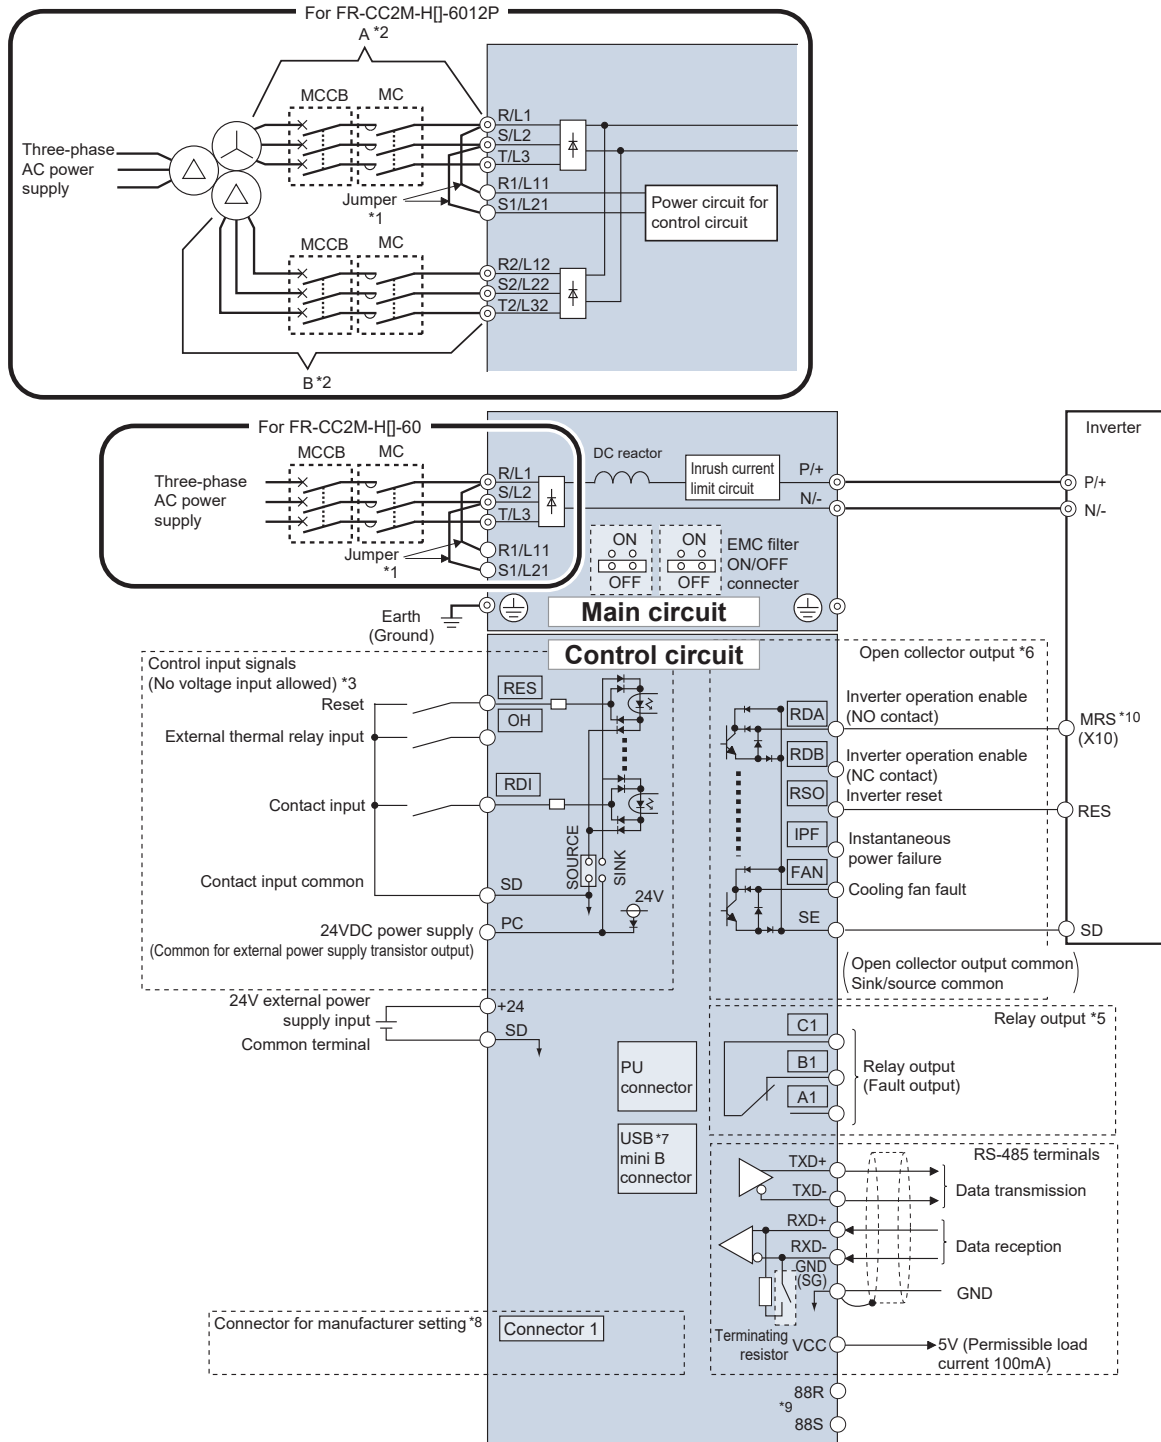 For FR-CC2M-H[]-6012P
A *2
MCCB
MC
R/L1
S/L2
T/L3
R1/L11
S1/L21
Three-phase
AC power
supply
Jumper
*1
Power circuit for
control circuit
MCCB
MC
R2/L12
S2/L22
T2/L32
B *2
For FR-CC2M-H[]-60
MCCB
MC
Three-phase
AC power
supply
Jumper
*1
R/L1
S/L2
T/L3
R1/L11
S1/L21
DC reactor
Inrush current
limit circuit
P/+
N/-
Inverter
P/+
N/-
ON
OFF
ON
OFF
EMC filter
ON/OFF
connecter
Earth
(Ground)
Main circuit
Control circuit
Control input signals
(No voltage input allowed) *3
Reset
External thermal relay input
Contact input
Contact input common
24VDC power supply
(Common for external power supply transistor output)
RES
OH
RDI
SD
PC
SOURCE
SINK
24V
Open collector output *6
RDA
RDB
RSO
IPF
FAN
SE
Inverter operation enable
(NO contact)
Inverter operation enable
(NC contact)
Inverter reset
Instantaneous
power failure
Cooling fan fault
Open collector output common
Sink/source common
MRS *10
(X10)
RES
SD
24V external power
supply input
Common terminal
+24
SD
PU
connector
USB *7
mini B
connector
Relay output *5
C1
B1
A1
Relay output
(Fault output)
RS-485 terminals
TXD+
TXD-
RXD+
RXD-
GND
(SG)
Data transmission
Data reception
GND
Terminating
resistor
VCC
5V (Permissible load
current 100mA)
Connector for manufacturer setting *8
Connector 1
88R
*9
88S